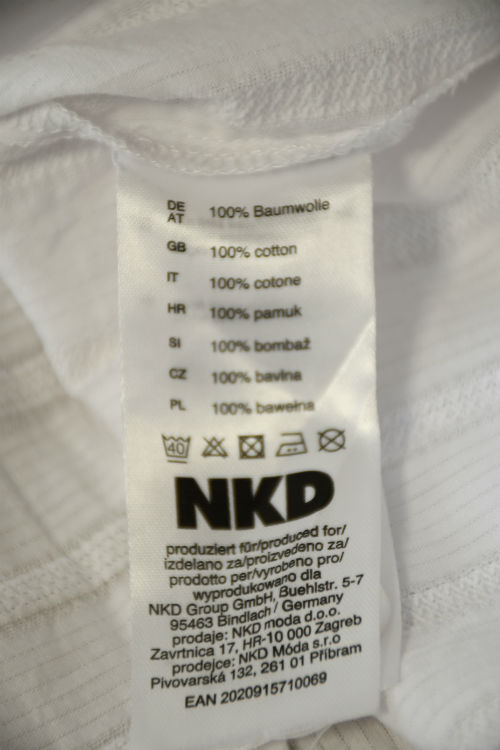 DE AT 100% Baumwolle
GB 100% cotton
IT 100% cotone
HR 100% pamuk
SI 100% bombaž
CZ 100% bavlna
PL 100% bawełna
40
NKD
produziert für/produced for/
izdelano za/proizvedeno za/
prodotto per/vyrobeno pro/
wyprodukowano dla
NKD Group GmbH, Buehlstr. 5-7
95463 Bindlach / Germany
prodaje: NKD moda d.o.o.
Zavrtnica 17, HR-10 000 Zagreb
prodejce: NKD Móda s.r.o
Pivovarská 132, 261 01 Příbram
EAN 2020915710069